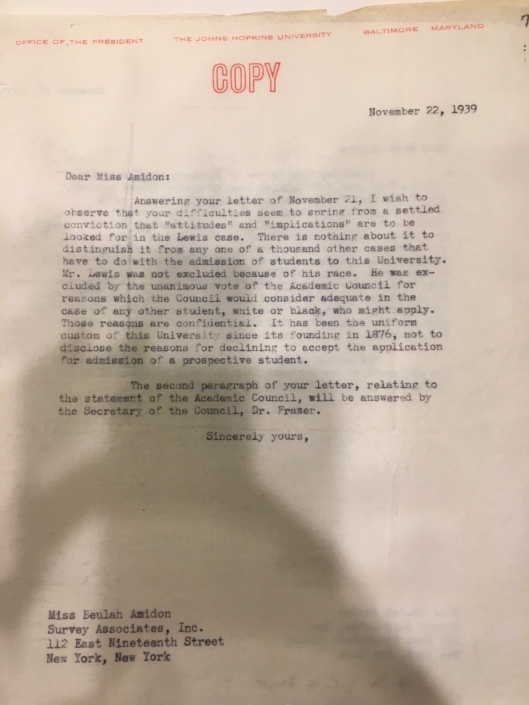 OFFICE OF THE PRESIDENT THE JOHNS HOPKINS UNIVERSITY BALTIMORE MARYLAND
COPY
November 22, 1939
Dear Miss Amidon:
Answering your letter of November 21, I wish to
observe that your difficulties seem to spring from a settled
conviction that "attitudes" and "implications" are to be
looked for in the Lewis case. There is nothing about it to
distinguish it from any one of a thousand other cases that
have to do with the admission of students to this University.
Mr. Lewis was not excluded because of his race. He was ex-
cluded by the unanimous vote of the Academic Council for
reasons which the Council would consider adequate in the
case of any other student, white or black, who might apply.
Those reasons are confidential. It has been the uniform
custom of this University since its founding in 1876, not to
disclose the reasons for declining to accept the application
for admission of a prospective student.
The second paragraph of your letter, relating to
the statement of the Academic Council, will be answered by
the Secretary of the Council, Dr. Frazer.
Sincerely yours,
Miss Beulah Amidon
Survey Associates, Inc.
112 East Nineteenth Street
New York, New York